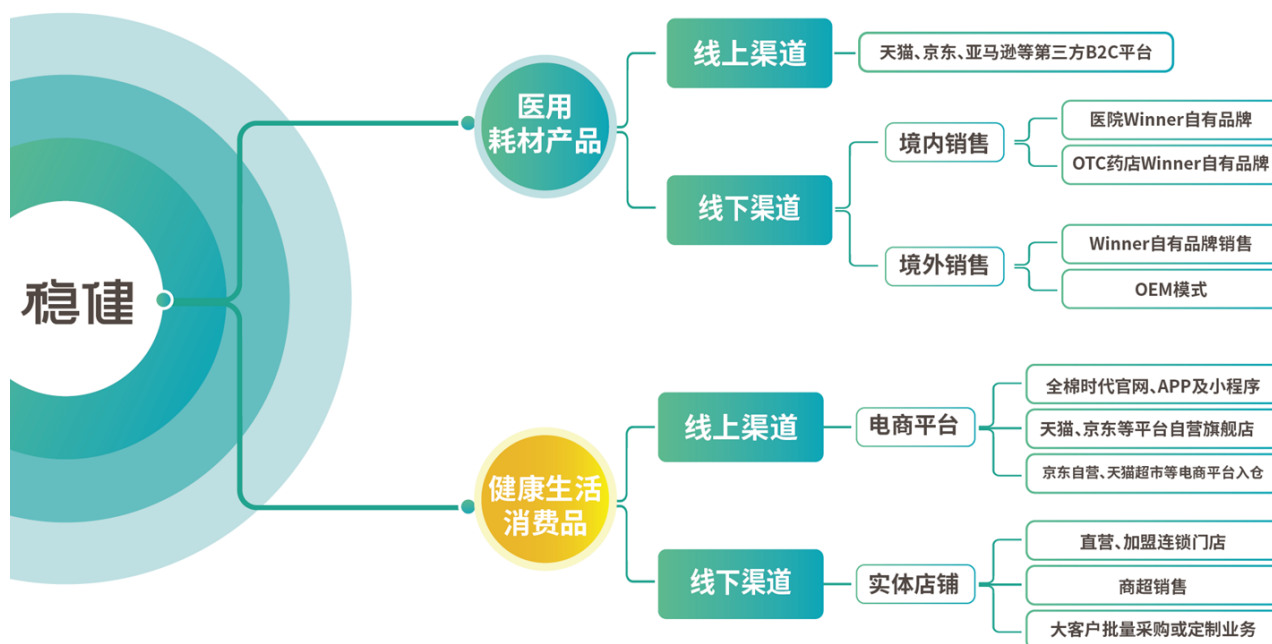 稳健
医用
耗材产品
线上渠道
天猫、京东、亚马逊等第三方B2C平台
线下渠道
境内销售
医院Winner自有品牌
OTC药店Winner自有品牌
境外销售
Winner自有品牌销售
OEM模式
健康生活
消费品
线上渠道
电商平台
全棉时代官网、APP及小程序
天猫、京东等平台自营旗舰店
京东自营、天猫超市等电商平台入仓
线下渠道
实体店铺
直营、加盟连锁门店
商超销售
大客户批量采购或定制业务